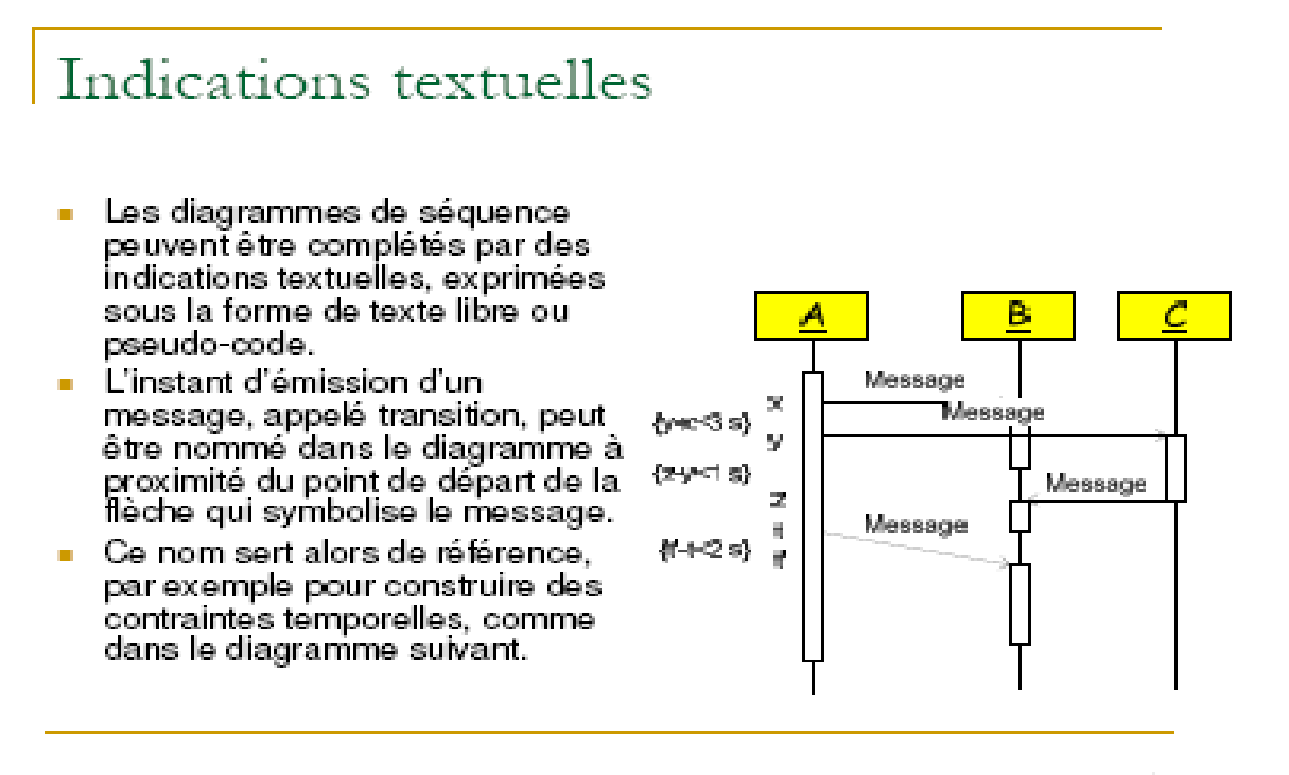 Indications textuelles
Les diagrammes de séquence
peuvent être complétés par des
indications textuelles, exprimées
sous la forme de texte libre ou
pseudo-code.
L'instant d'émission d'un
message, appelé transition, peut
être nommé dans le diagramme à
proximité du point de départ de la
flèche qui symbolise le message.
Ce nom sert alors de référence,
par exemple pour construire des
contraintes temporelles, comme
dans le diagramme suivant.
A
B
C
Message
x
Message
{y-x<3 s}
y
{z-y<1 s}
Message
z
Message
{t'-t<2 s}
t
t'